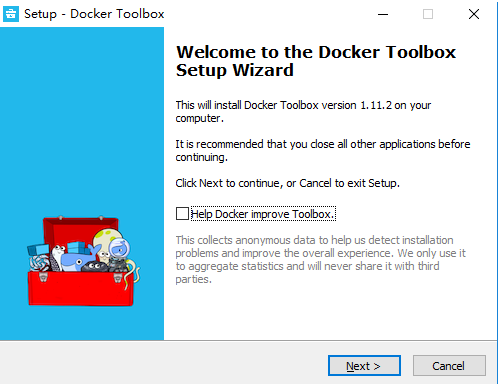 Setup - Docker Toolbox
Welcome to the Docker Toolbox
Setup Wizard
This will install Docker Toolbox version 1.11.2 on your
computer.
It is recommended that you close all other applications before
continuing.
Click Next to continue, or Cancel to exit Setup.
Help Docker improve Toolbox.
This collects anonymous data to help us detect installation
problems and improve the overall experience. We only use it
to aggregate statistics and will never share it with third
parties.
Next >
Cancel